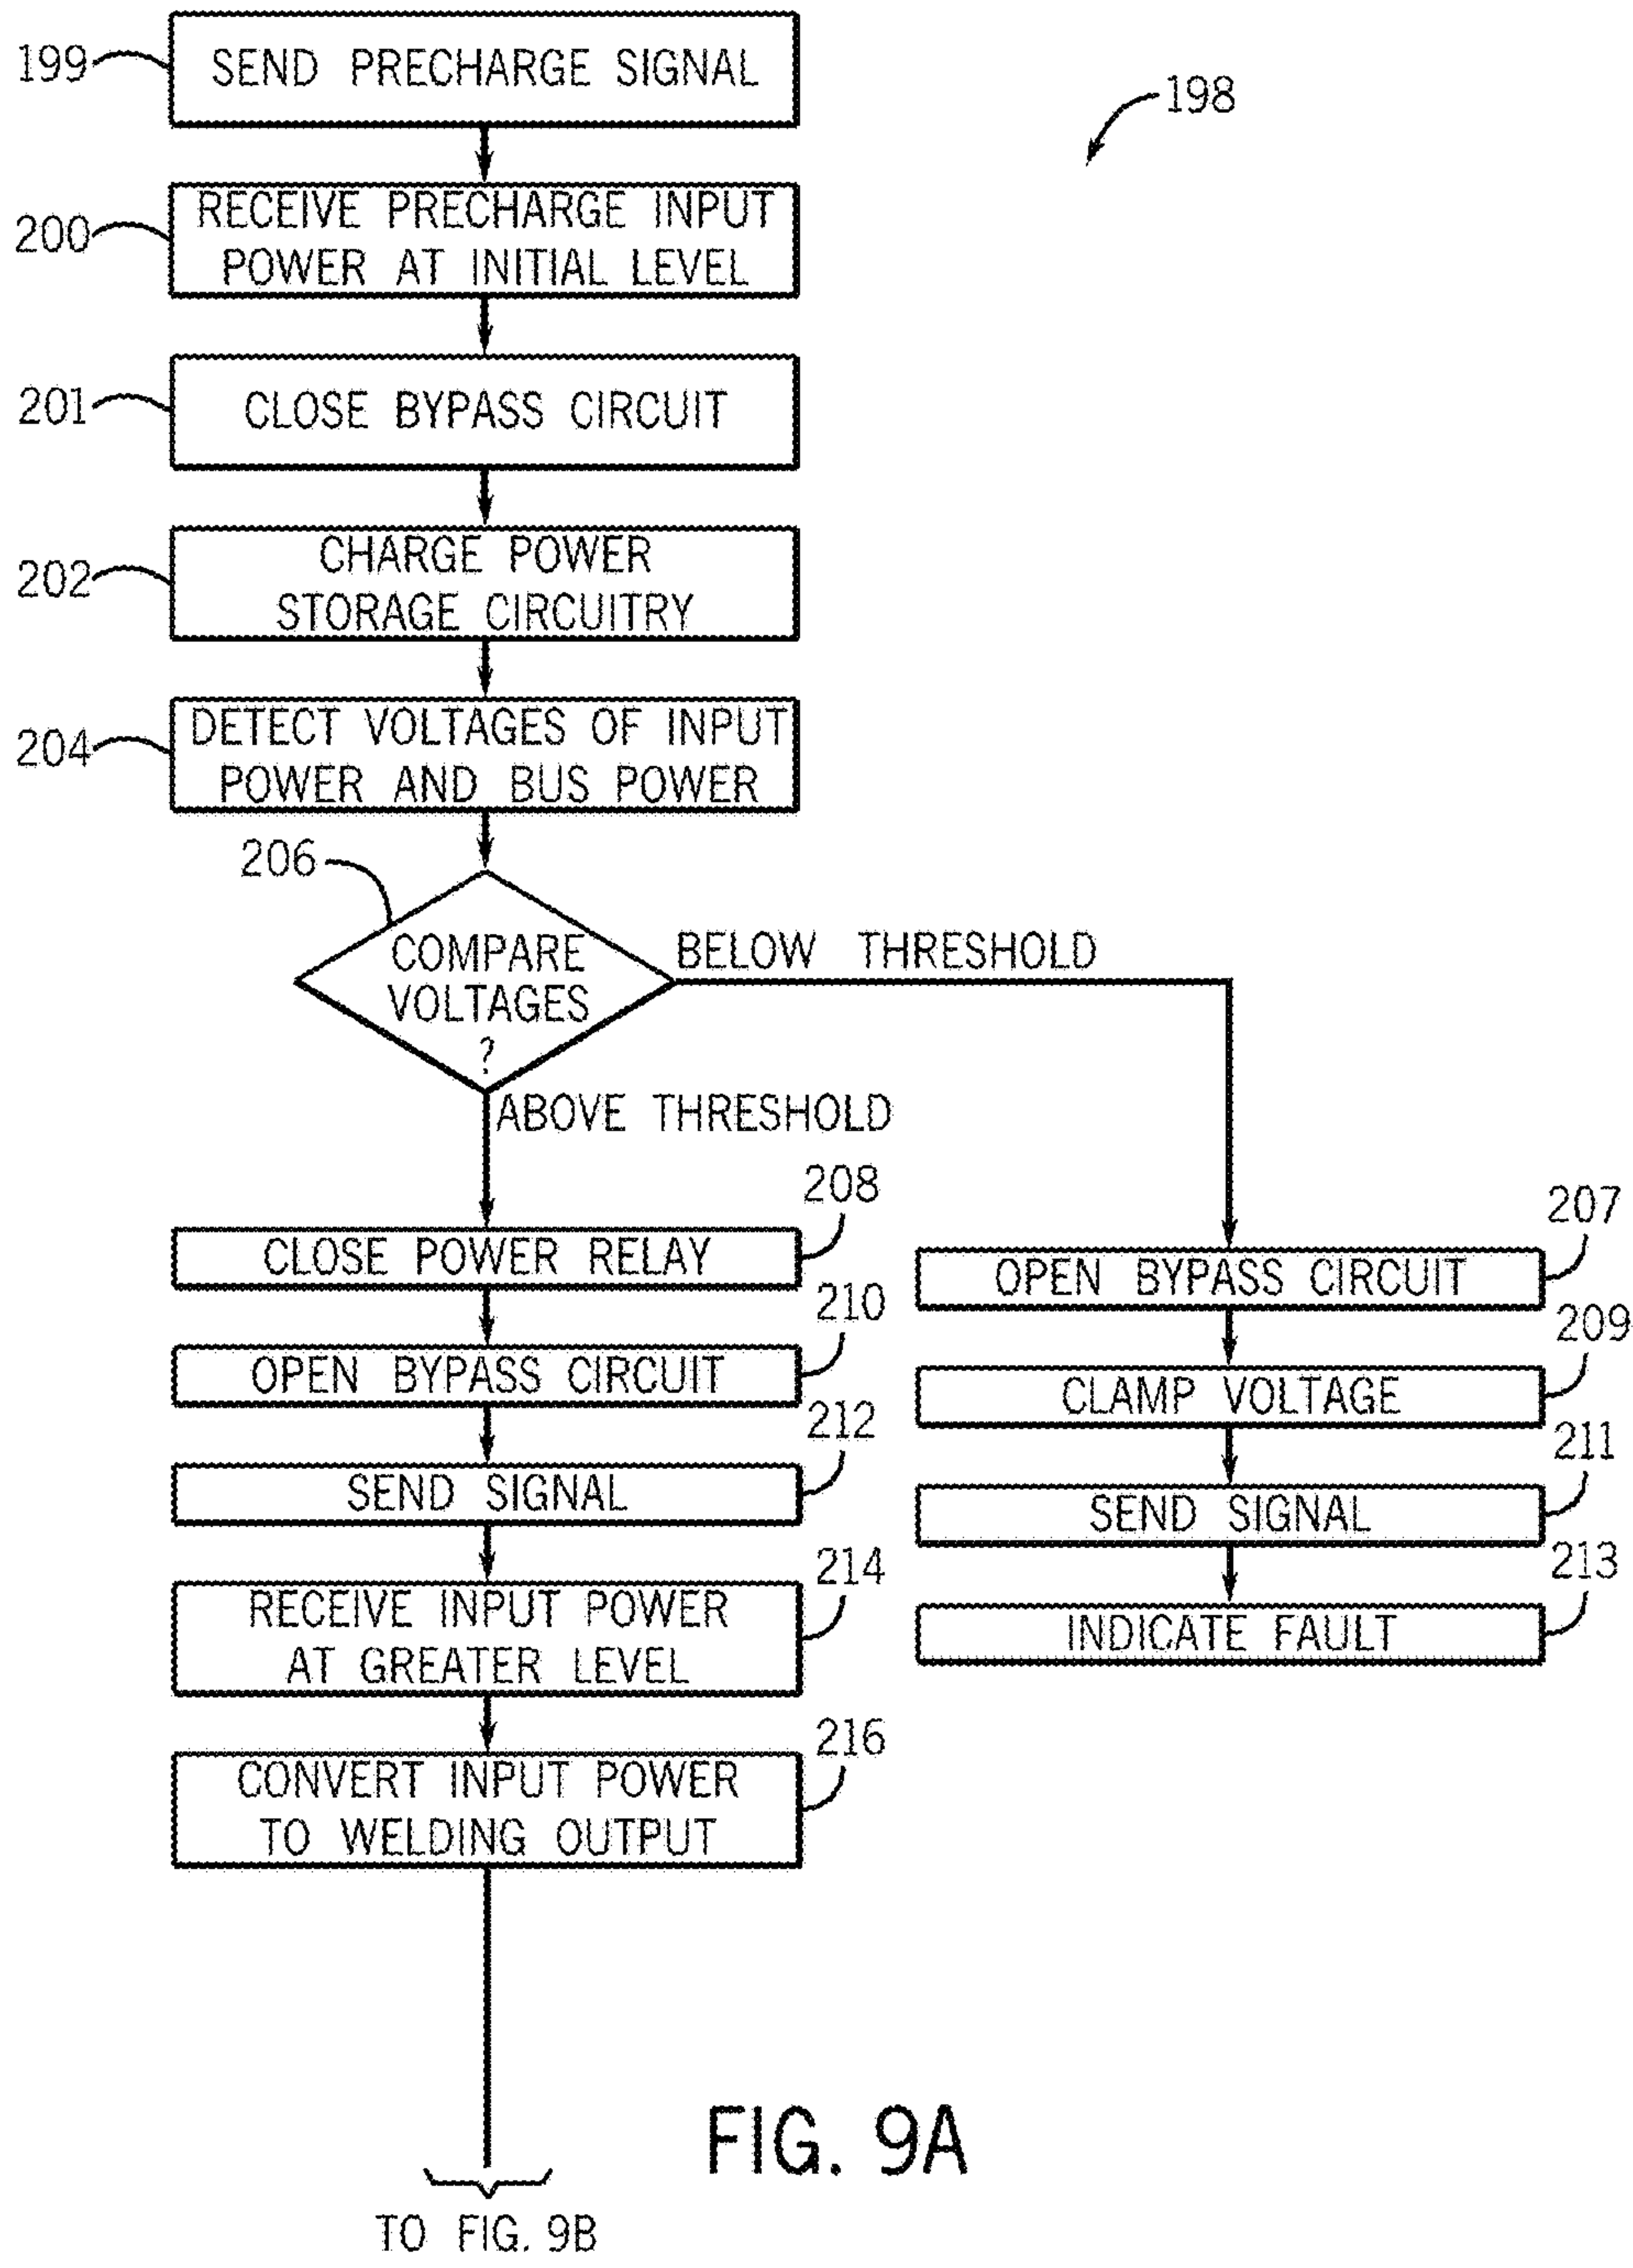 199
SEND PRECHARGE SIGNAL
198
200
RECEIVE PRECHARGE INPUT
POWER AT INITIAL LEVEL
201
CLOSE BYPASS CIRCUIT
202
CHARGE POWER
STORAGE CIRCUITRY
204
DETECT VOLTAGES OF INPUT
POWER AND BUS POWER
206
COMPARE
VOLTAGES
?
BELOW THRESHOLD
ABOVE THRESHOLD
208
CLOSE POWER RELAY
210
OPEN BYPASS CIRCUIT
212
SEND SIGNAL
214
RECEIVE INPUT POWER
AT GREATER LEVEL
216
CONVERT INPUT POWER
TO WELDING OUTPUT
207
OPEN BYPASS CIRCUIT
209
CLAMP VOLTAGE
211
SEND SIGNAL
213
INDICATE FAULT
FIG. 9A
TO FIG. 9B